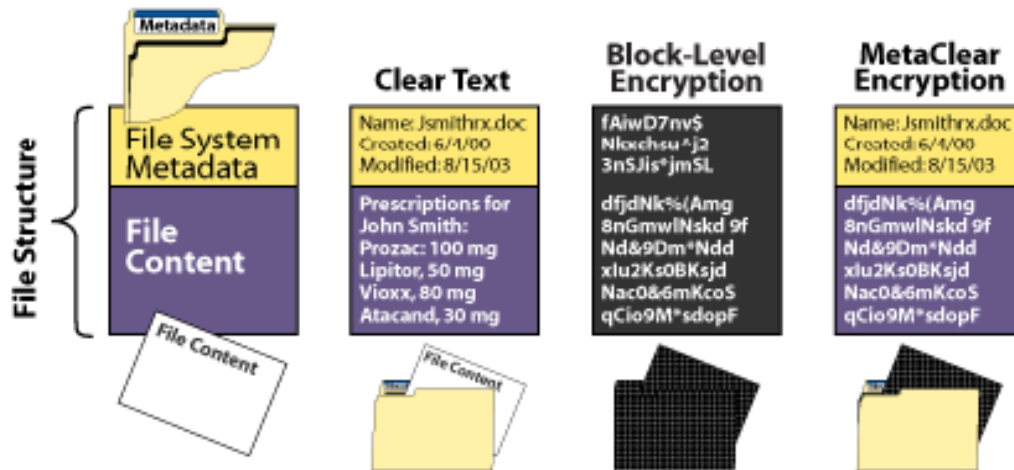 Metadata
File Structure
File System
Metadata
File
Content
File Content
Clear Text
Name: Jsmithrx.doc
Created: 6/4/00
Modified: 8/15/03
Prescriptions for
John Smith:
Prozac: 100 mg
Lipitor, 50 mg
Vioxx, 80 mg
Atacand, 30 mg
File Content
Block-Level
Encryption
fAiwD7nv$
Nkxchsu^j2
3nSJis*jmSL
dfjdNk%(Amg
8nGmwlNskd 9f
Nd&9Dm*Ndd
xlu2Ks0BKsjd
Nac0&6mKcoS
qCio9M*sdopF
MetaClear
Encryption
Name: Jsmithrx.doc
Created: 6/4/00
Modified: 8/15/03
dfjdNk%(Amg
8nGmwlNskd 9f
Nd&9Dm*Ndd
xlu2Ks0BKsjd
Nac0&6mKcoS
qCio9M*sdopF